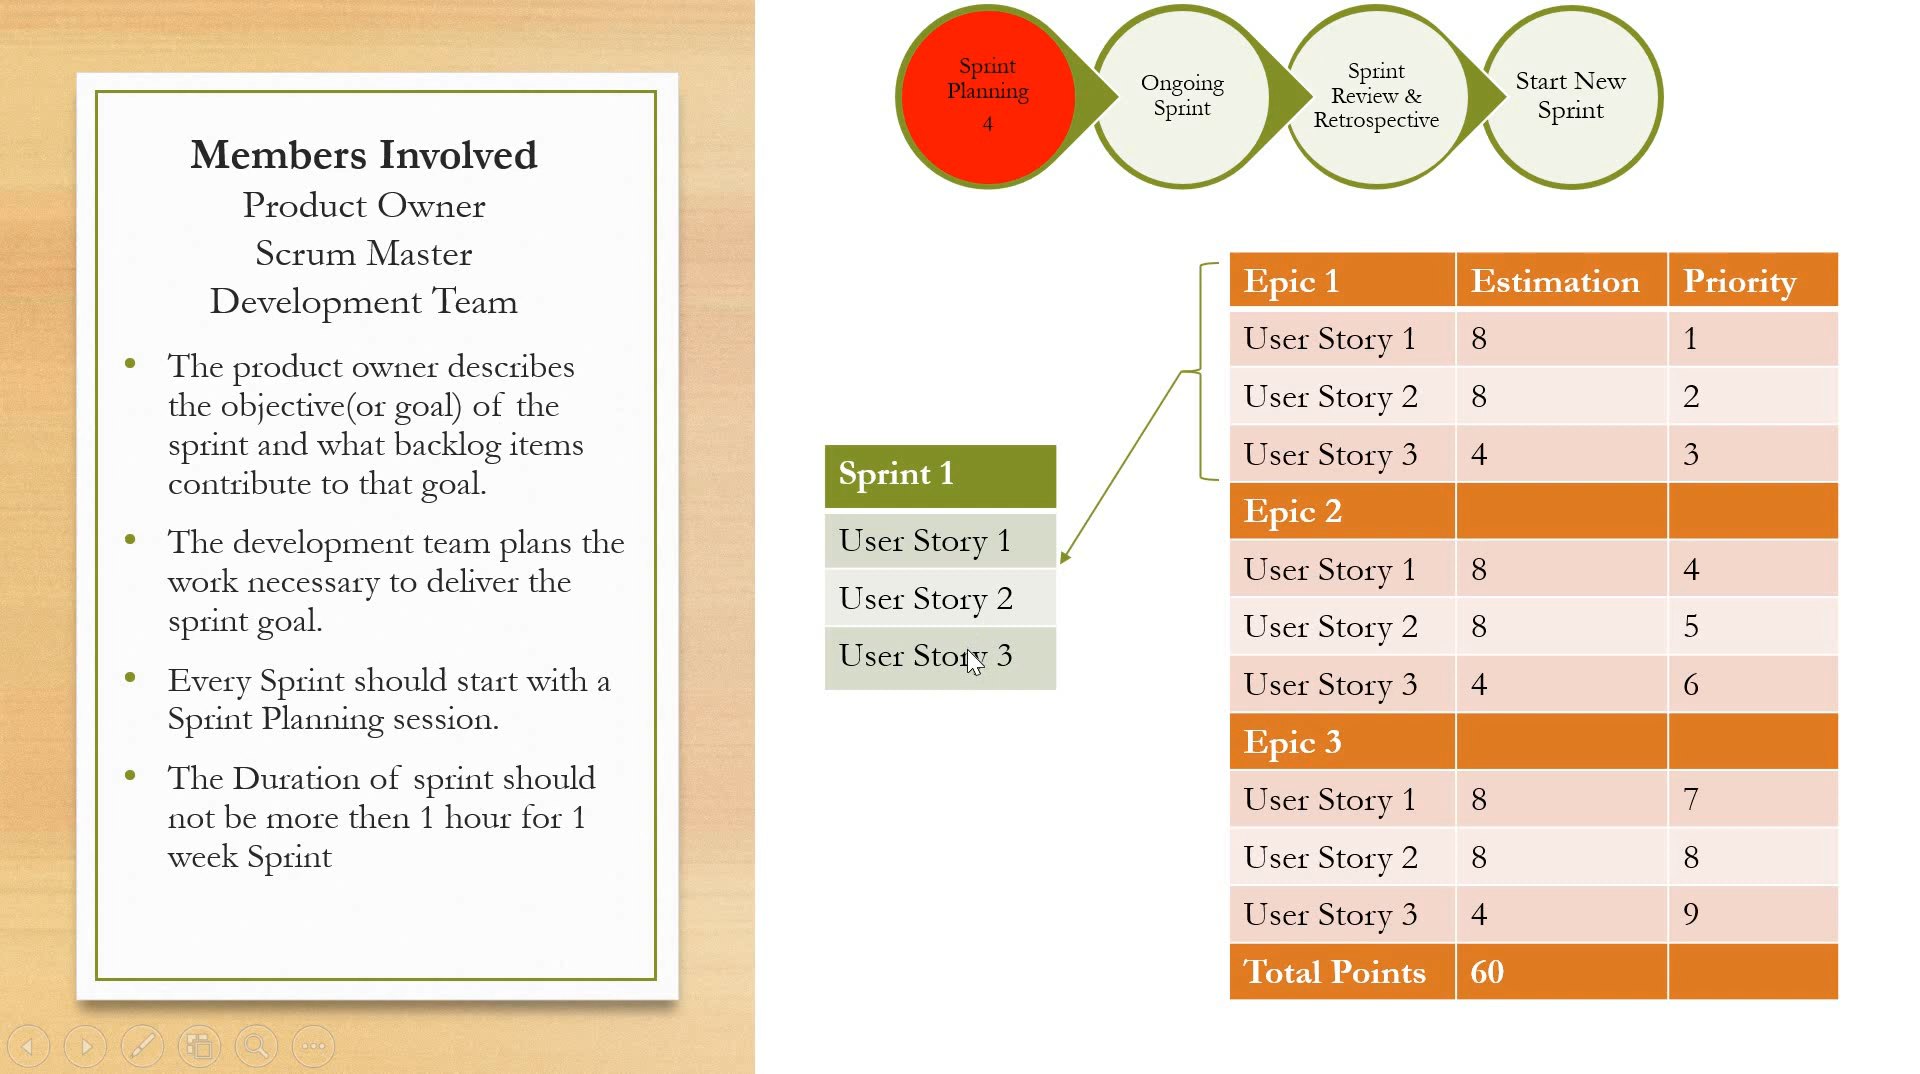 Members Involved
Product Owner
Scrum Master
Development Team
• The product owner describes
the objective(or goal) of the
sprint and what backlog items
contribute to that goal.
• The development team plans the
work necessary to deliver the
sprint goal.
• Every Sprint should start with a
Sprint Planning session.
• The Duration of sprint should
not be more then 1 hour for 1
week Sprint
Sprint
Planning
4
Ongoing
Sprint
Sprint
Review &
Retrospective
Start New
Sprint
Sprint 1
User Story 1
User Story 2
User Story 3
Epic 1 Estimation Priority
User Story 1 8 1
User Story 2 8 2
User Story 3 4 3
Epic 2
User Story 1 8 4
User Story 2 8 5
User Story 3 4 6
Epic 3
User Story 1 8 7
User Story 2 8 8
User Story 3 4 9
Total Points 60